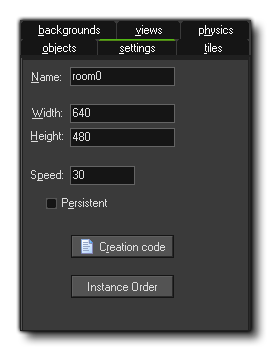 backgrounds views physics
objects settings tiles
Name: room0
Width: 640
Height: 480
Speed: 30
Persistent
Creation code
Instance Order